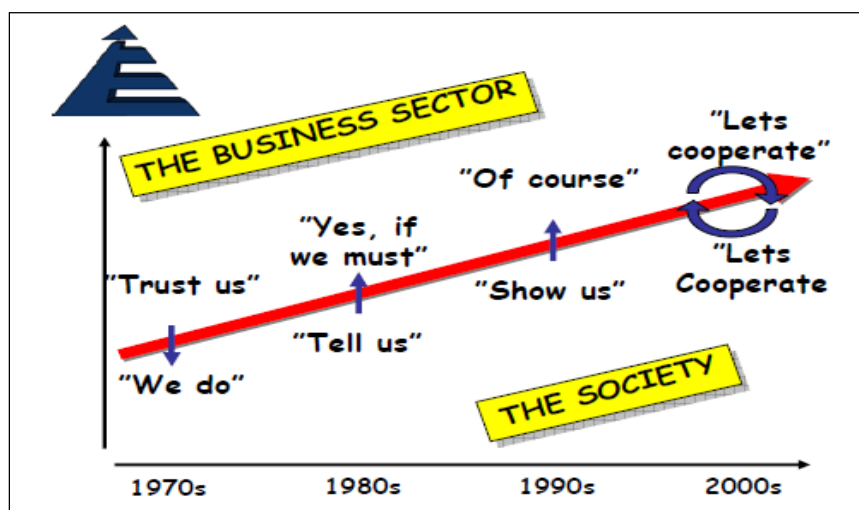 THE BUSINESS SECTOR
"Lets
cooperate"
"Of course"
"Yes, if
we must"
"Trust us"
"Lets
Cooperate
"Show us"
"Tell us"
"We do"
THE SOCIETY
1970s 1980s 1990s 2000s